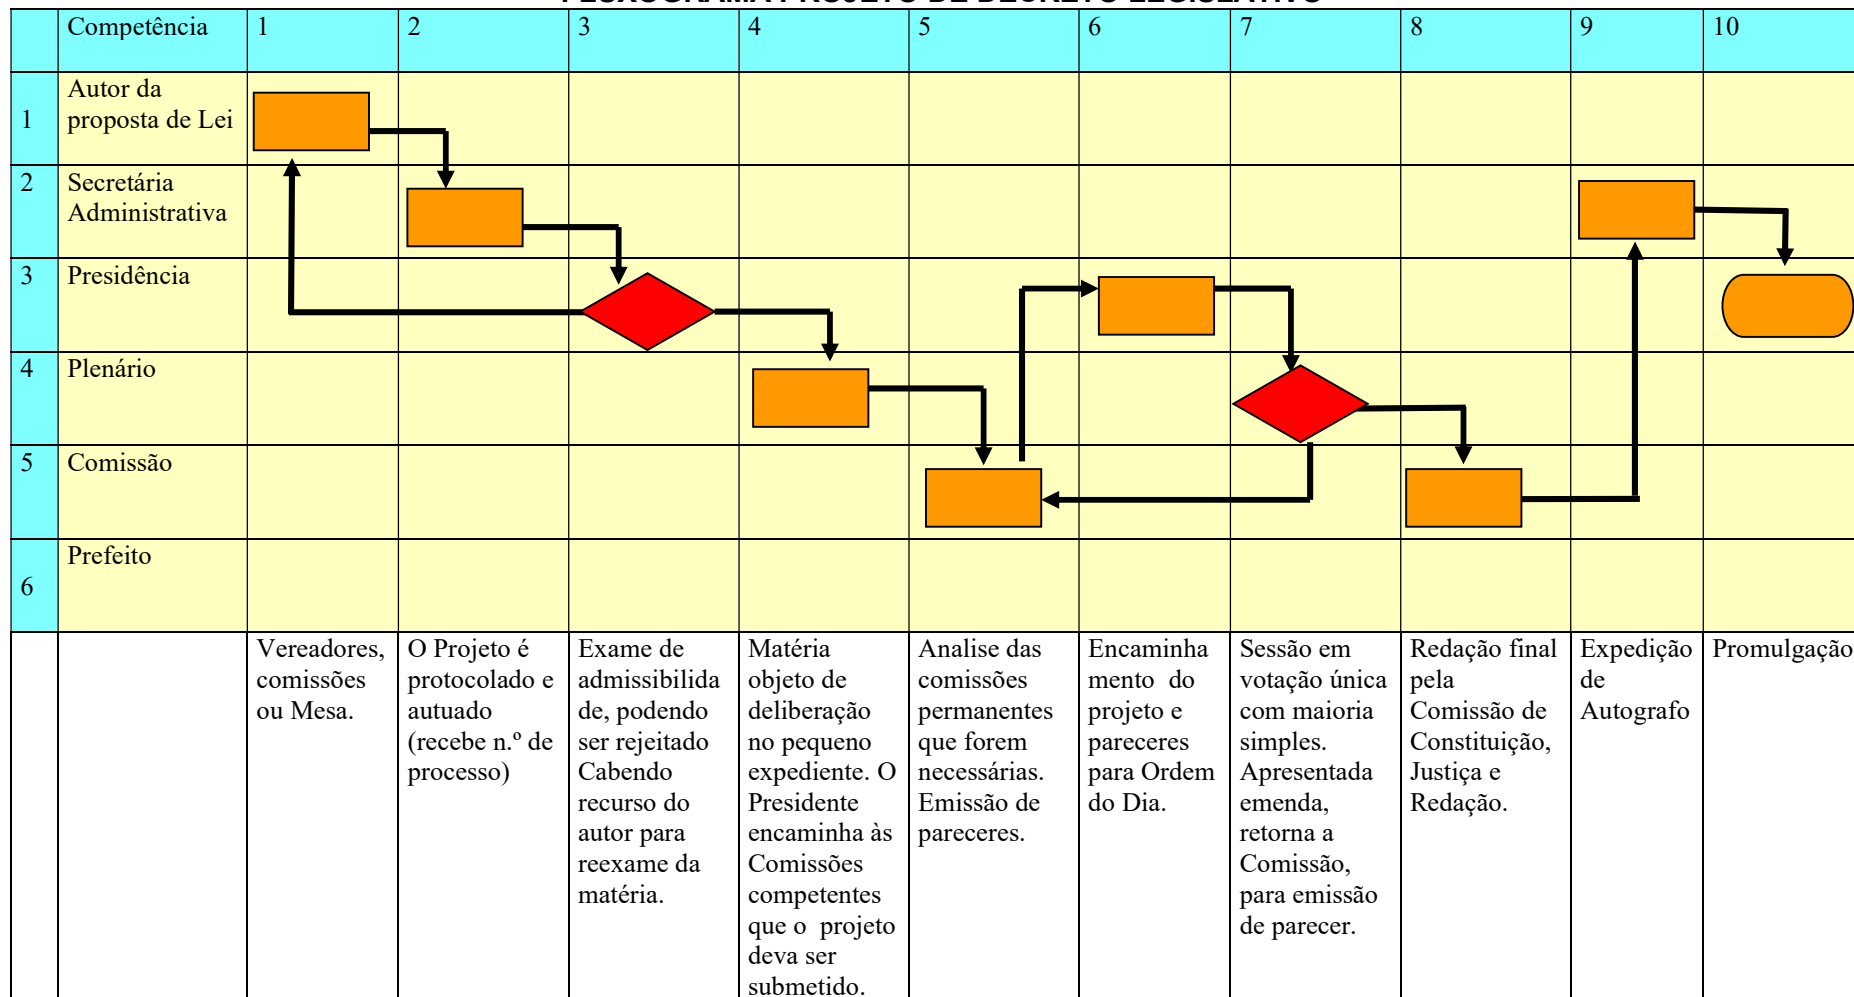 FLUXOGRAMA PROJETO DE DECRETO LEGISLATIVO
Competência 1 2 3 4 5 6 7 8 9 10
1
Autor da
proposta de Lei
2
Secretária
Administrativa
3
Presidência
4
Plenário
5
Comissão
6
Prefeito
Vereadores,
comissões
ou Mesa.
O Projeto é
protocolado e
autuado
(recebe n.º de
processo)
Exame de
admissibilida
de, podendo
ser rejeitado
Cabendo
recurso do
autor para
reexame da
matéria.
Matéria
objeto de
deliberação
no pequeno
expediente. O
Presidente
encaminha às
Comissões
competentes
que o projeto
deva ser
submetido.
Analise das
comissões
permanentes
que forem
necessárias.
Emissão de
pareceres.
Encaminha
mento do
projeto e
pareceres
para Ordem
do Dia.
Sessão em
votação única
com maioria
simples.
Apresentada
emenda,
retorna a
Comissão,
para emissão
de parecer.
Redação final
pela
Comissão de
Constituição,
Justiça e
Redação.
Expedição
de
Autografo
Promulgação